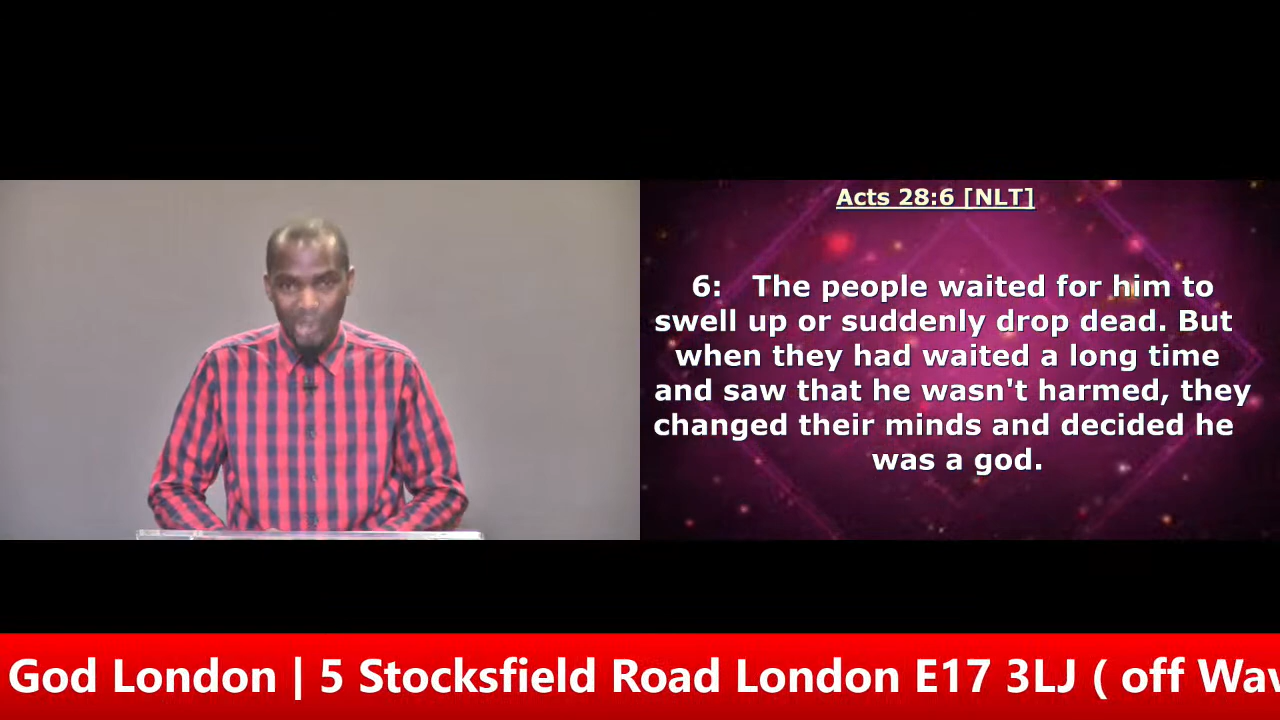 Acts 28:6 [NLT]
6: The people waited for him to
swell up or suddenly drop dead. But
when they had waited a long time
and saw that he wasn't harmed, they
changed their minds and decided he
was a god.
God London | 5 Stocksfield Road London E17 3LJ ( off Wav